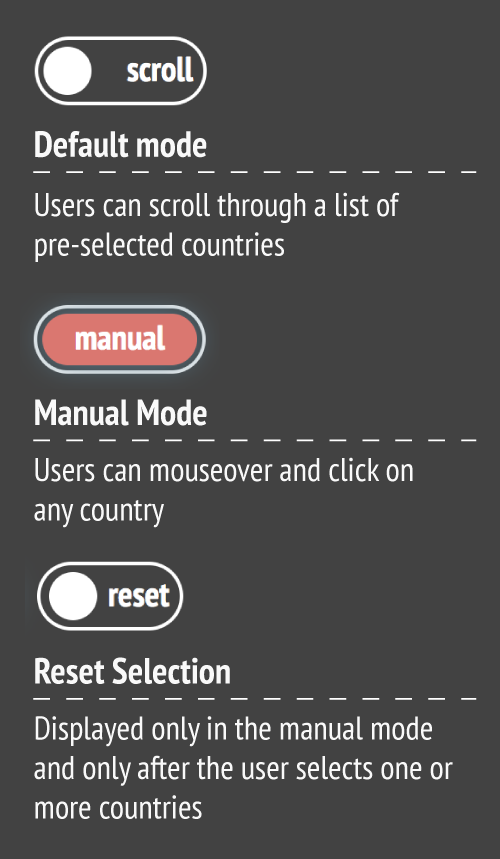 scroll
Default mode
Users can scroll through a list of
pre-selected countries
manual
Manual Mode
Users can mouseover and click on
any country
reset
Reset Selection
Displayed only in the manual mode
and only after the user selects one or
more countries